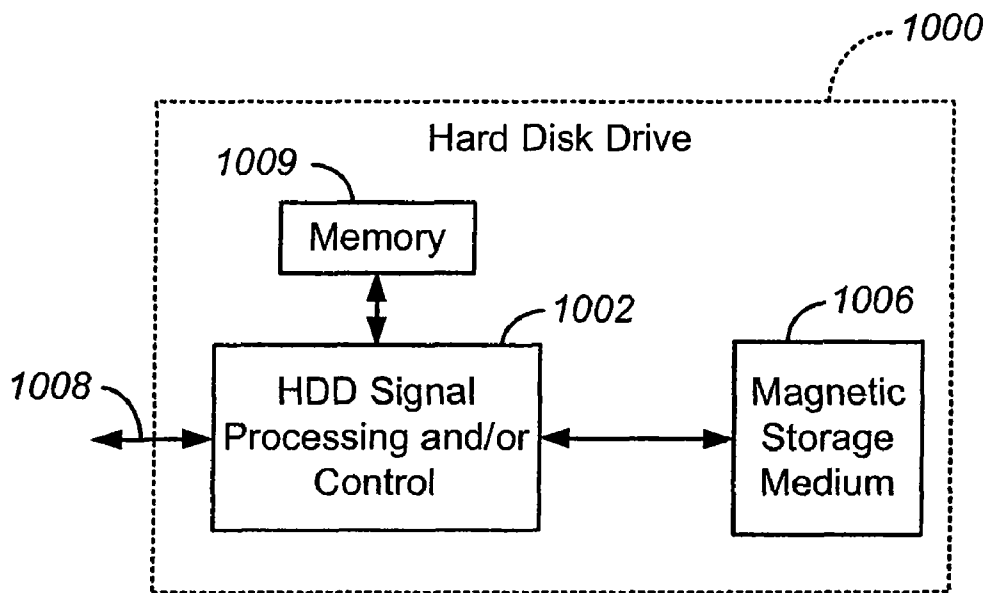 1000
Hard Disk Drive
1009
Memory
1002
1006
1008
HDD Signal
Processing and/or
Control
Magnetic
Storage
Medium